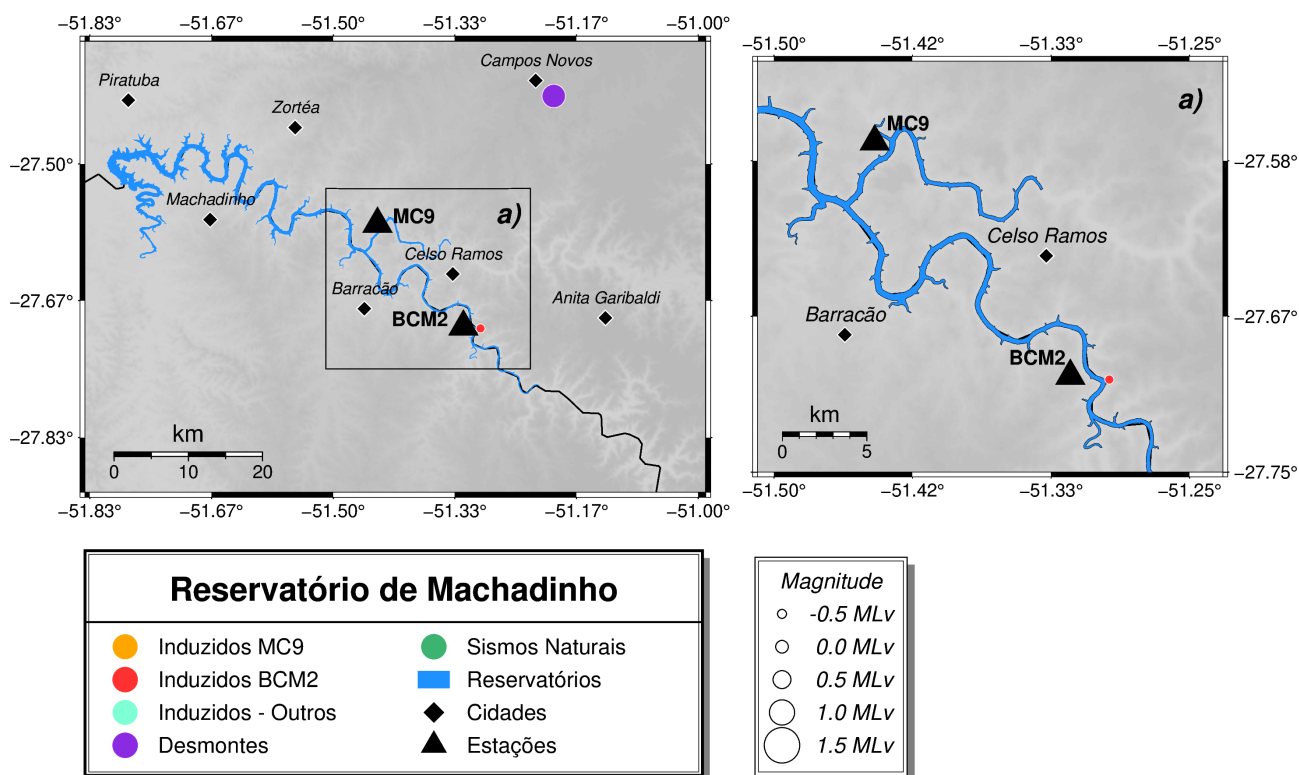 −51.83° −51.67° −51.50° −51.33° −51.17° −51.00°
Campos Novos
Piratuba
Zortéa
−27.50°
Machadinho
a)
MC9
Celso Ramos
−27.67°
Barracão
Anita Garibaldi
BCM2
−27.83°
km
0 10 20
−51.83° −51.67° −51.50° −51.33° −51.17° −51.00°
−51.50° −51.42° −51.33° −51.25°
a)
MC9
−27.58°
Celso Ramos
Barracão
−27.67°
BCM2
km
0 5
−27.75°
−51.50° −51.42° −51.33° −51.25°
Reservatório de Machadinho
Induzidos MC9
Induzidos BCM2
Induzidos - Outros
Desmontes
Sismos Naturais
Reservatórios
Cidades
Estações
Magnitude
-0.5 MLv
0.0 MLv
0.5 MLv
1.0 MLv
1.5 MLv